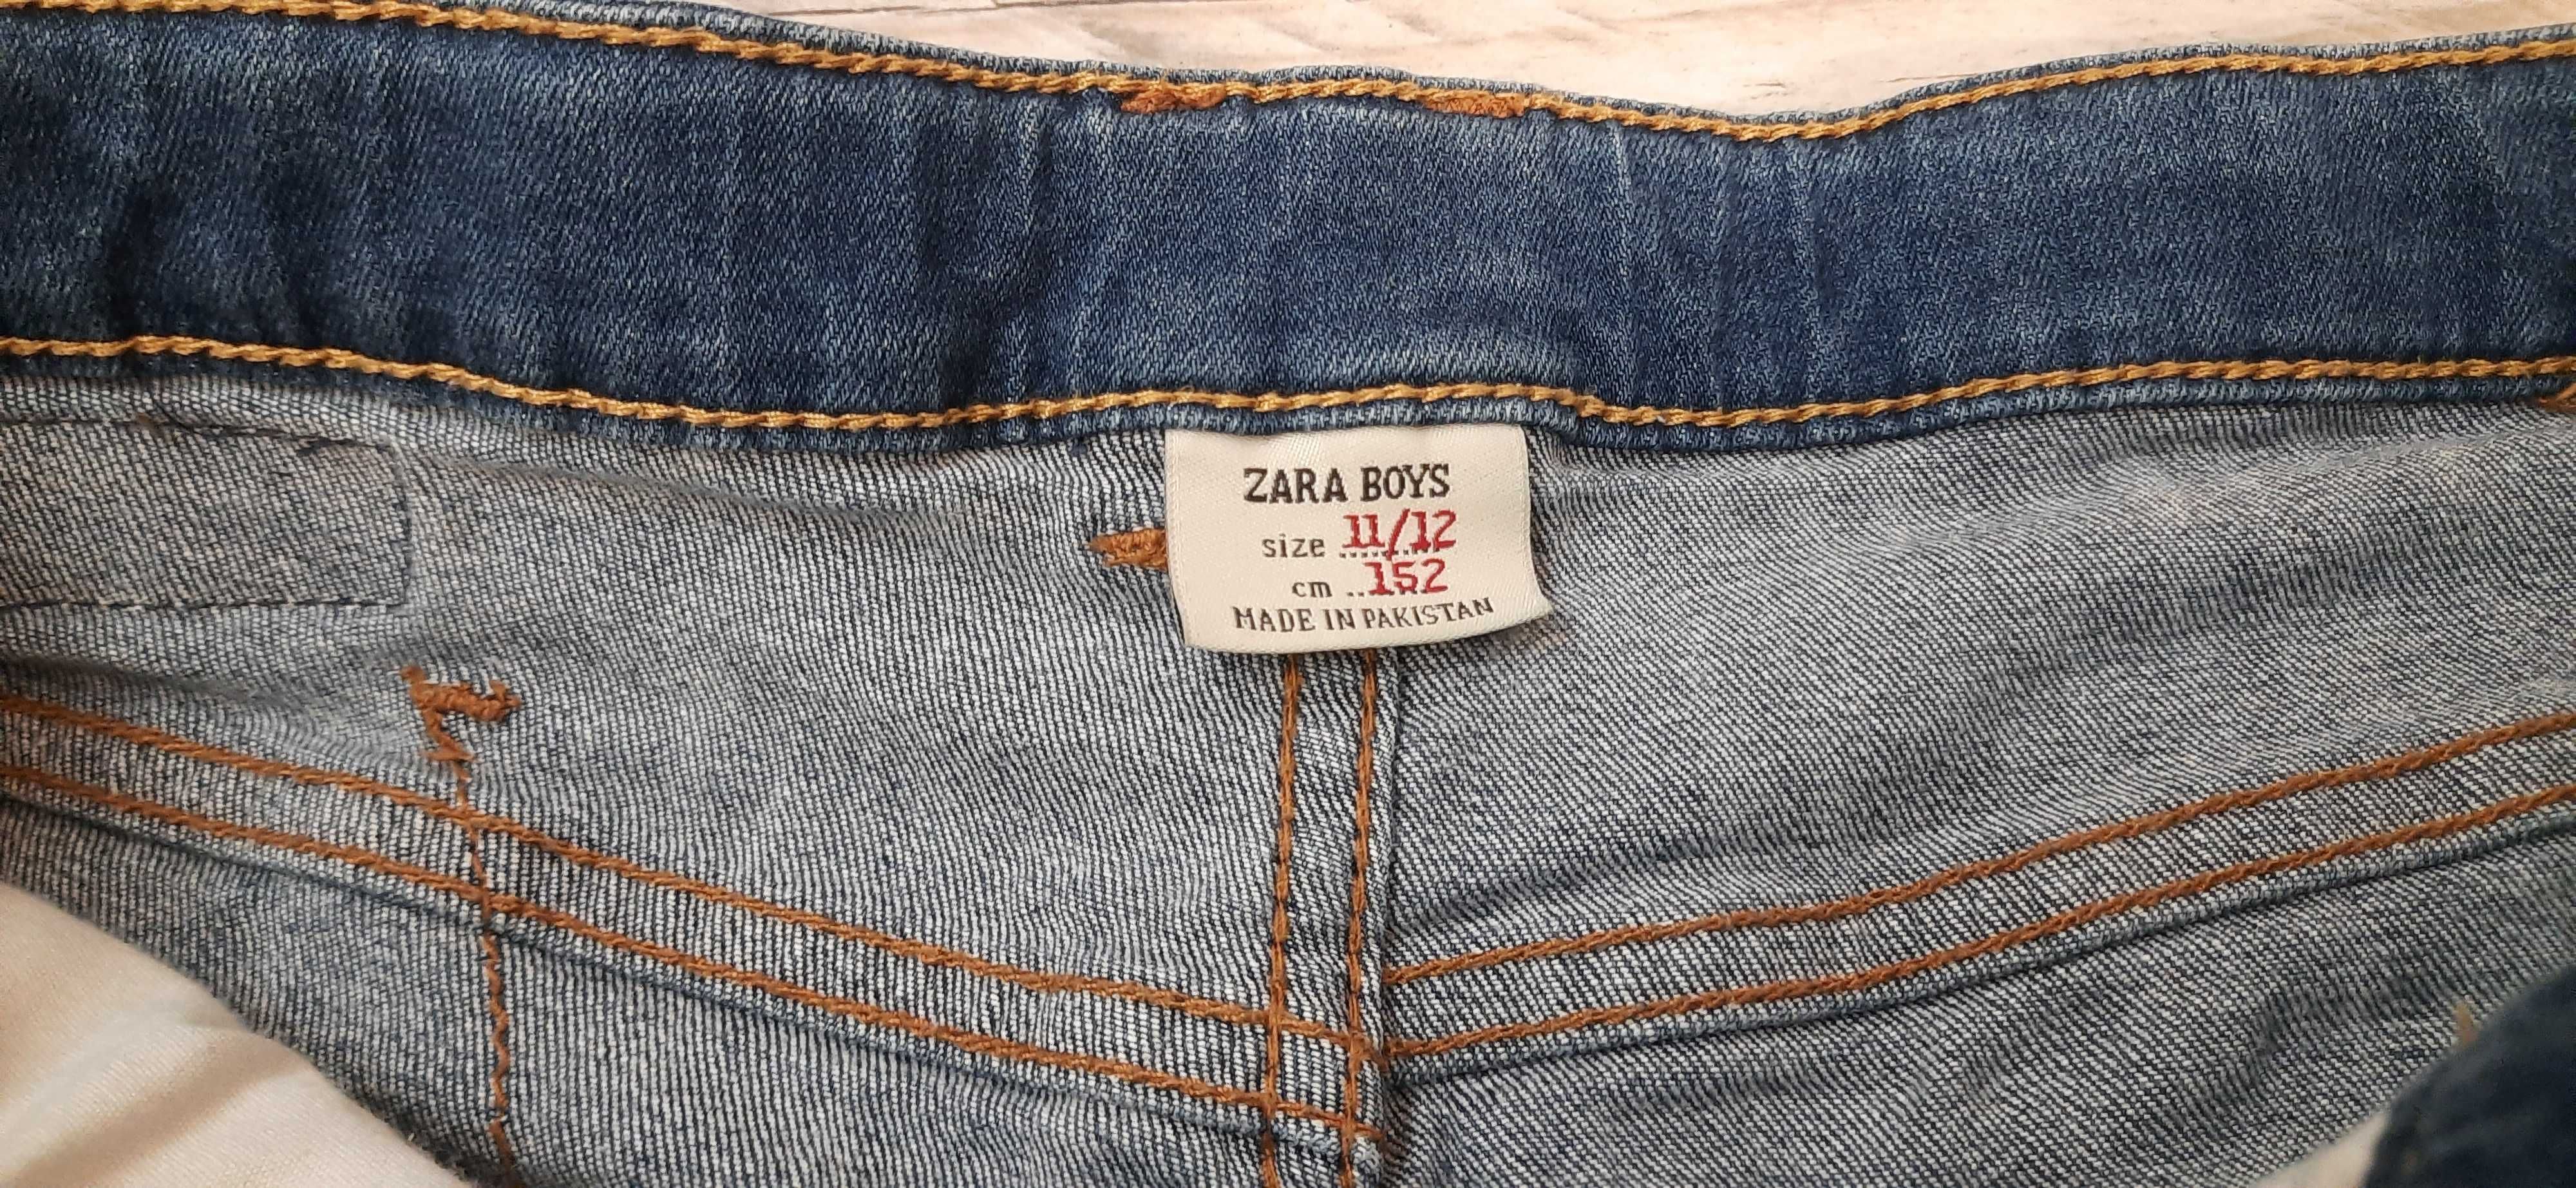 ZARA BOYS
size 11/12
cm 152
MADE IN PAKISTAN